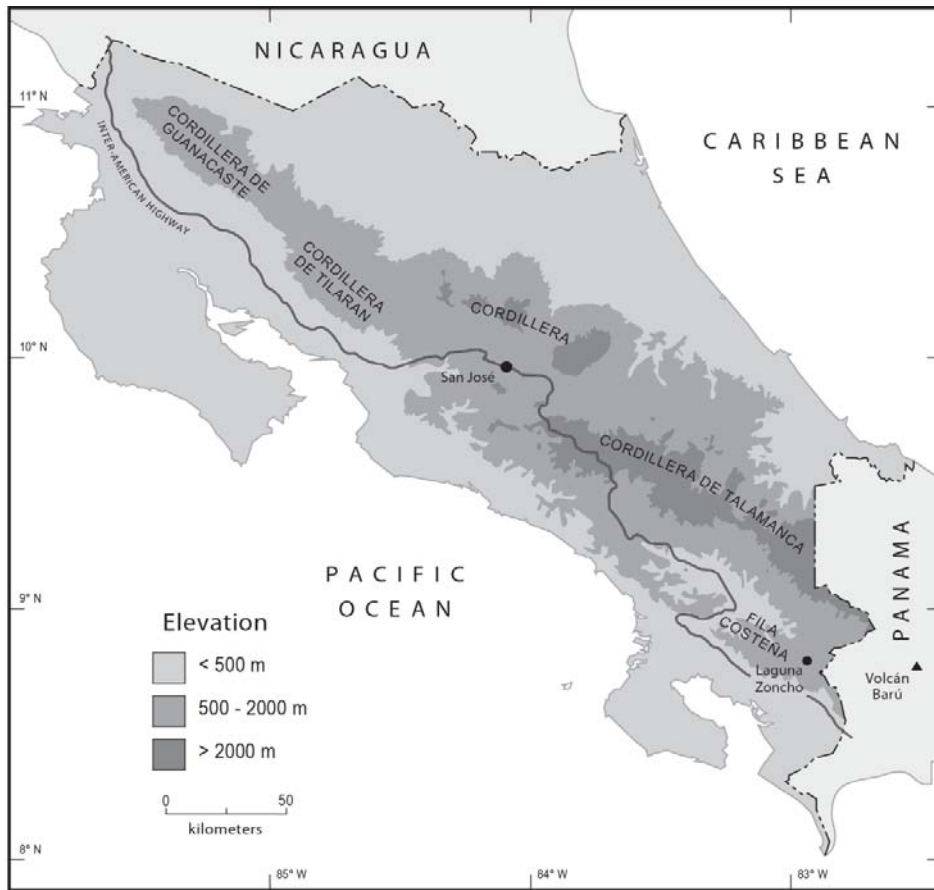 NICARAGUA
11° N
CORDILLERA DE
GUANACASTE
CARIBBEAN
SEA
INTER-AMERICAN HIGHWAY
CORDILLERA
DE TILARAN
CORDILLERA
10° N
San José
CORDILLERA DE TALAMANCA
PANAMA
PACIFIC
OCEAN
9° N
FILA
COSTEÑA
Laguna
Zoncho
Volcán
Barú
Elevation
< 500 m
500 - 2000 m
> 2000 m
0 50
kilometers
8° N
85° W 84° W 83° W